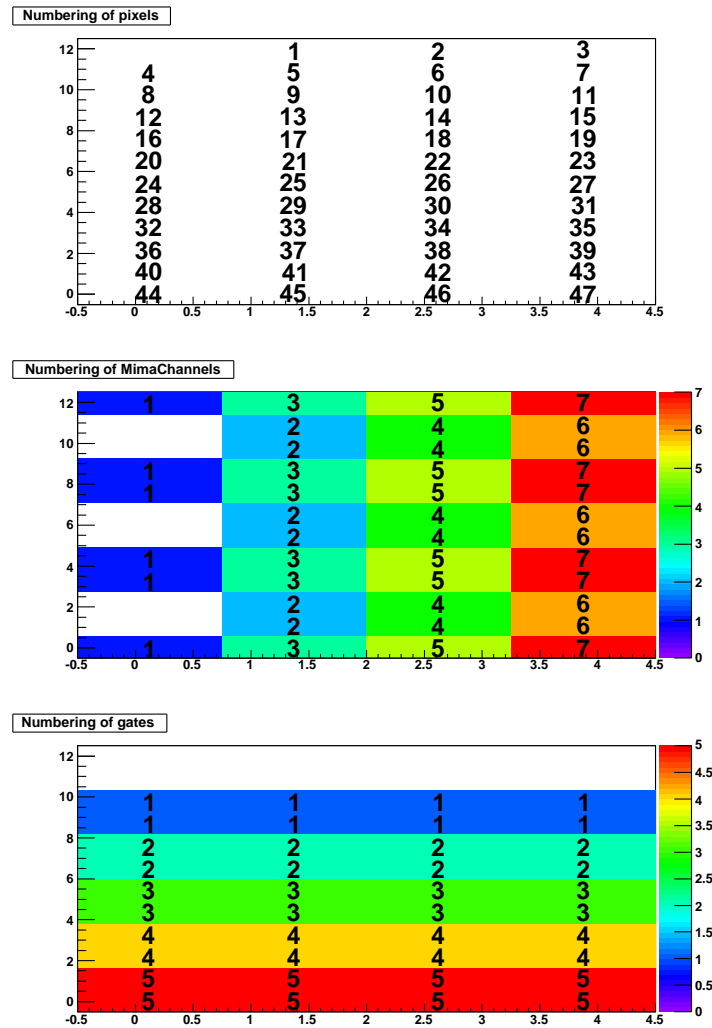 Numbering of pixels
12 1 2 3
4 5 6 7
10 8 9 10 11
12 13 14 15
8 16 17 18 19
20 21 22 23
6
24 25 26 27
4 28 29 30 31
32 33 34 35
2 36 37 38 39
40 41 42 43
0 44 45 46 47
-0.5 0 0.5 1 1.5 2 2.5 3 3.5 4 4.5
Numbering of MimaChannels
12 1 3 5 7 7
2 4 6 6
10 2 4 6
1 3 5 7 5
8 1 3 5 7 4
2 4 6
6 2 4 6 3
4 1 3 5 7
1 3 5 7 2
2 2 4 6
2 4 6 1
0 1 3 5 7 0
-0.5 0 0.5 1 1.5 2 2.5 3 3.5 4 4.5
Numbering of gates
12 5
4.5
10 1 1 1 1 4
1 1 1 1 3.5
8 2 2 2 2 3
2 2 2 2
6 3 3 3 3 2.5
3 3 3 3 2
4 4 4 4 4 1.5
4 4 4 4
2 5 5 5 5 1
0.5
0 5 5 5 5 0
-0.5 0 0.5 1 1.5 2 2.5 3 3.5 4 4.5